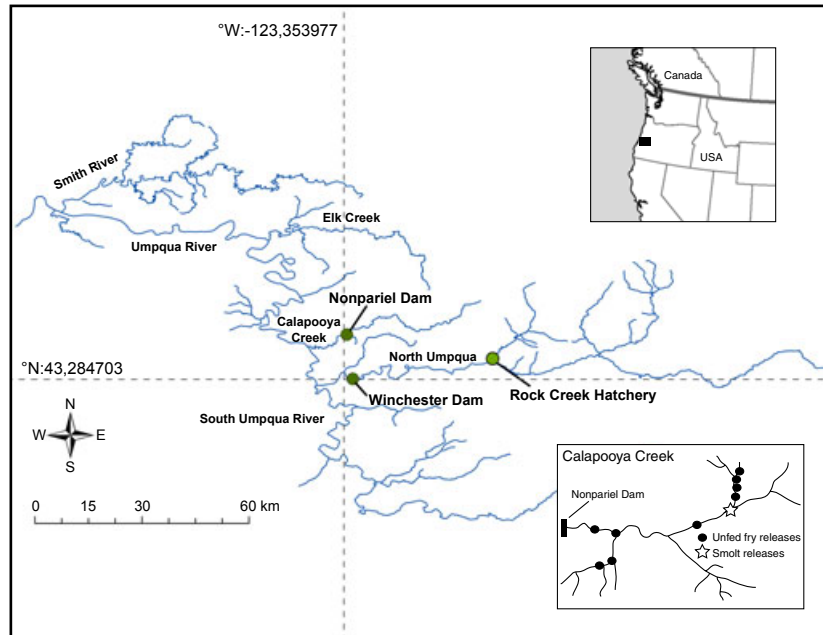 °W:-123,353977
Canada
USA
Smith River
Elk Creek
Umpqua River
Nonpariel Dam
Calapooya
Creek
North Umpqua
°N:43,284703
Rock Creek Hatchery
Winchester Dam
South Umpqua River
N
W E
S
0 15 30 60 km
Calapooya Creek
Nonpariel Dam
Unfed fry releases
Smolt releases